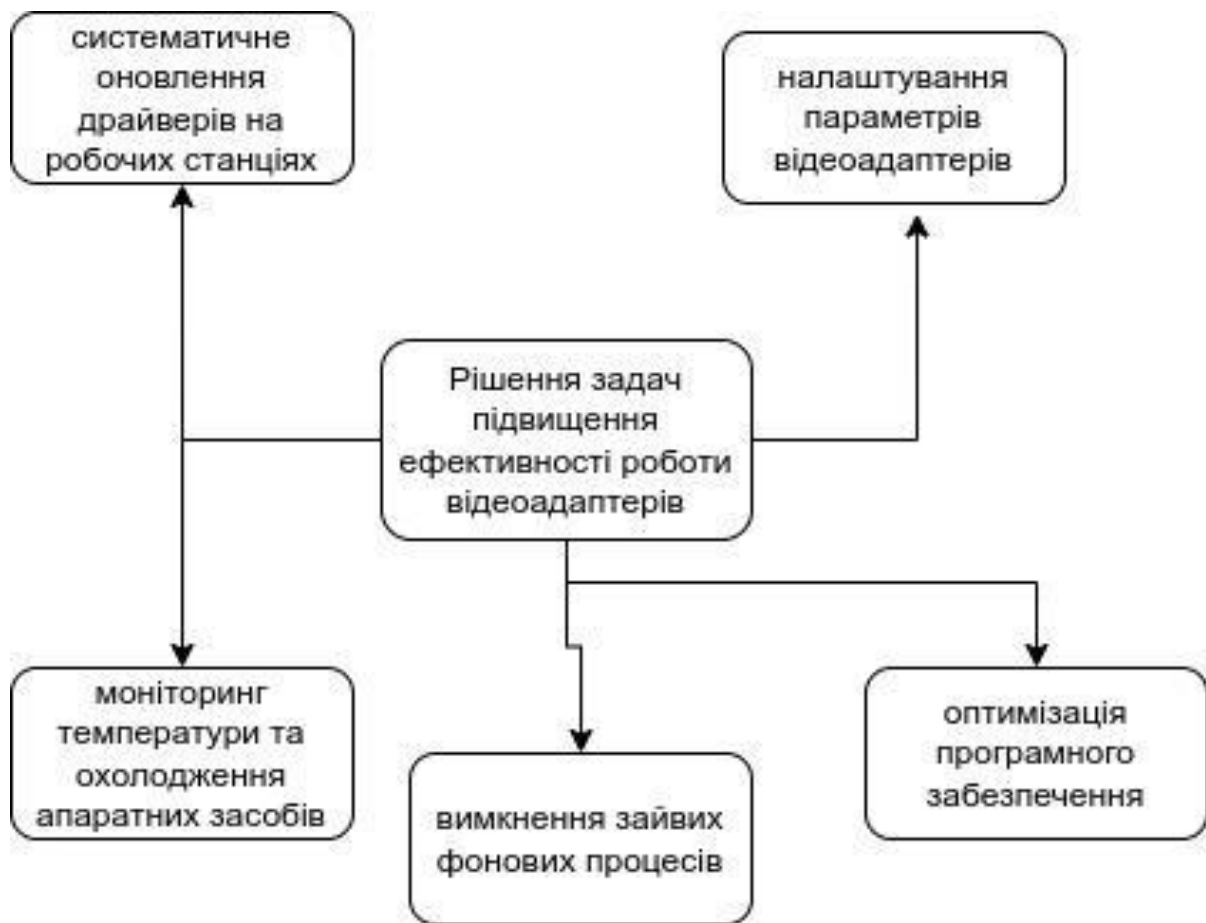 систематичне
оновлення
драйверів на
робочих станціях
налаштування
параметрів
відеоадаптерів
Рішення задач
підвищення
ефективності роботи
відеоадаптерів
моніторинг
температури та
охолодження
апаратних засобів
вимкнення зайвих
фонових процесів
оптимізація
програмного
забезпечення